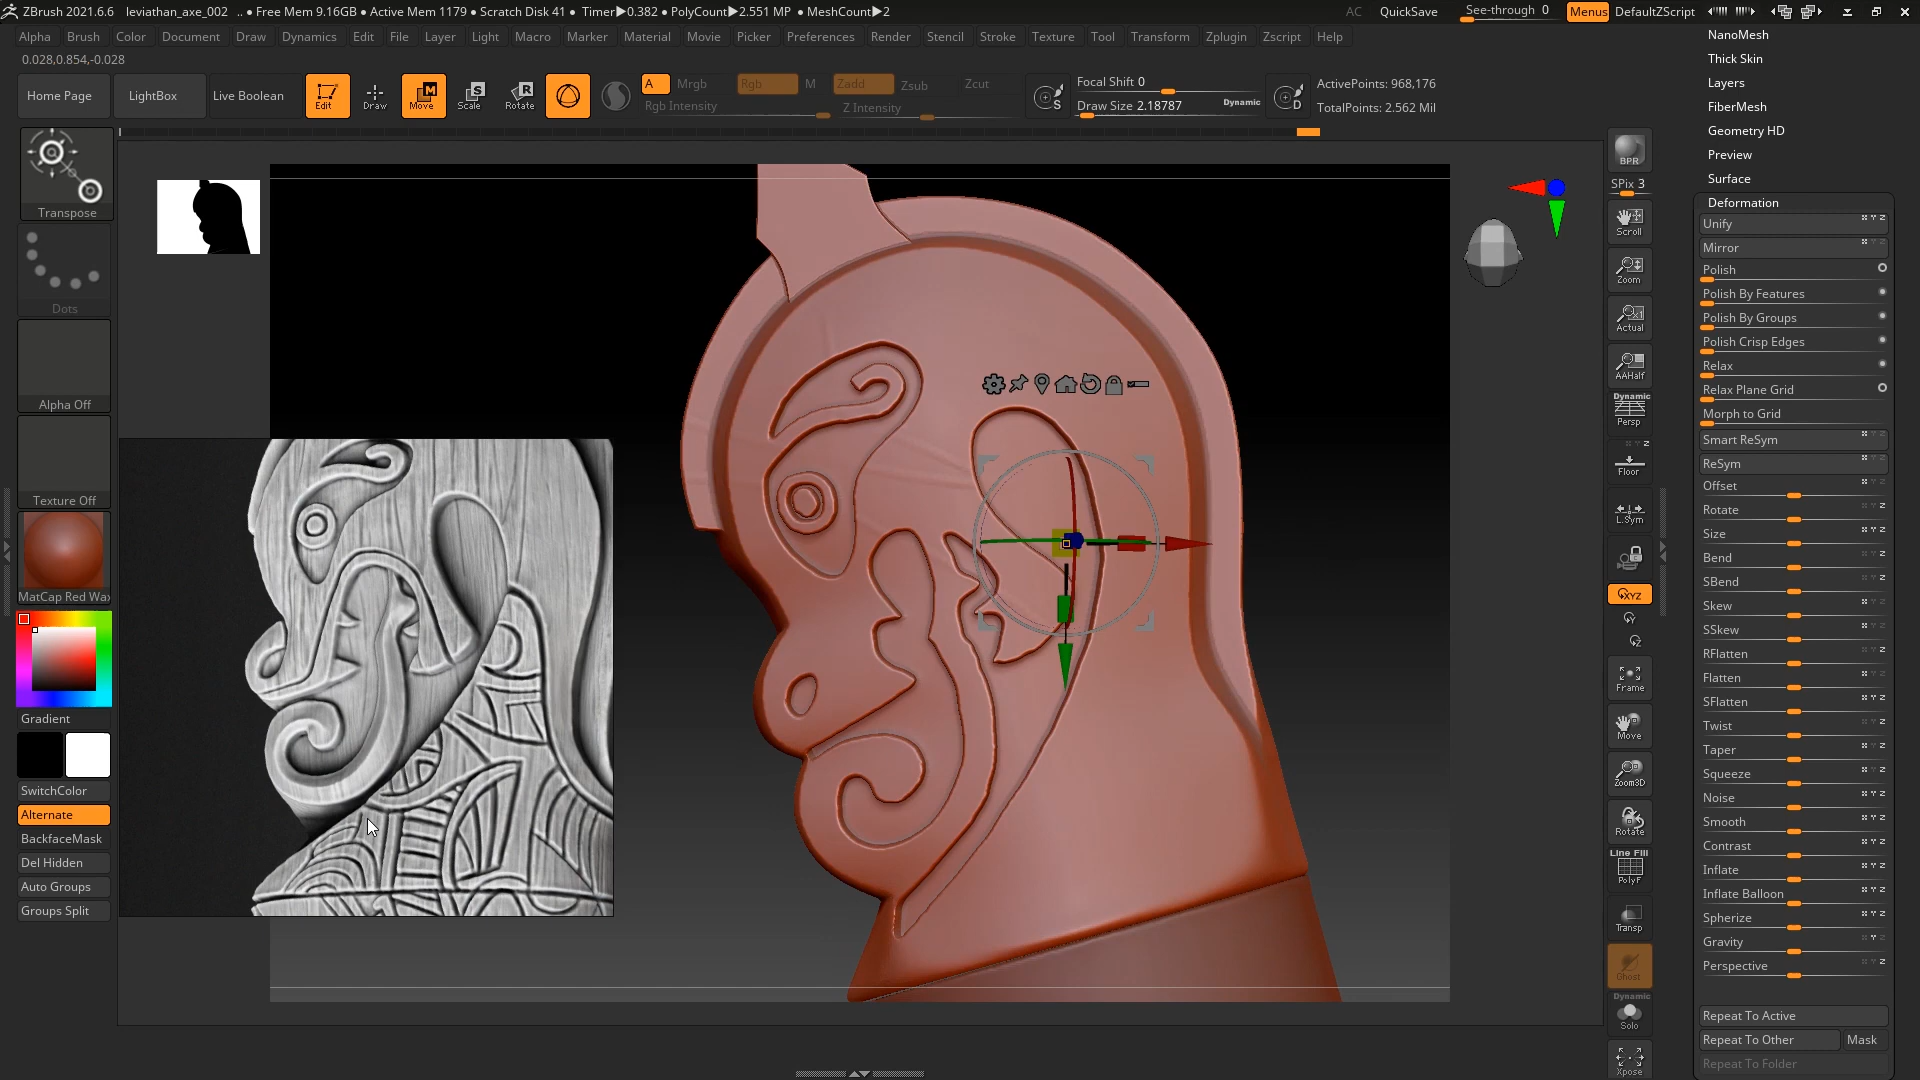 ZBrush 2021.6.6 leviathan_axe_002 .. • Free Mem 9.16GB • Active Mem 1179 • Scratch Disk 41 • Timer▶0.382 • PolyCount▶2.551 MP • MeshCount▶2 AC QuickSave See-through 0 Menus DefaultZScript
Alpha Brush Color Document Draw Dynamics Edit File Layer Light Macro Marker Material Movie Picker Preferences Render Stencil Stroke Texture Tool Transform Zplugin Zscript Help
0.028,0.854,-0.028
Home Page LightBox Live Boolean Edit Draw Move Scale Rotate
A Mrgb Rgb M Zadd Zsub Zcut
Rgb Intensity Z Intensity
S Focal Shift 0
Draw Size 2.18787 Dynamic
D ActivePoints: 968,176
TotalPoints: 2.562 Mil
Transpose
Dots
Alpha Off
Texture Off
MatCap Red Wax
Gradient
SwitchColor
Alternate
BackfaceMask
Del Hidden
Auto Groups
Groups Split
BPR
SPix 3
Scroll
Zoom
Actual
AAHalf
Dynamic
Persp
Floor
L.Sym
XYZ
Y
Z
Frame
Move
Zoom3D
Rotate
Line Fill
PolyF
Transp
Ghost
Dynamic
Solo
Xpose
NanoMesh
Thick Skin
Layers
FiberMesh
Geometry HD
Preview
Surface
Deformation
Unify
Mirror
Polish
Polish By Features
Polish By Groups
Polish Crisp Edges
Relax
Relax Plane Grid
Morph to Grid
Smart ReSym
ReSym
Offset
Rotate
Size
Bend
SBend
Skew
SSkew
RFlatten
Flatten
SFlatten
Twist
Taper
Squeeze
Noise
Smooth
Contrast
Inflate
Inflate Balloon
Spherize
Gravity
Perspective
Repeat To Active
Repeat To Other Mask
Repeat To Folder